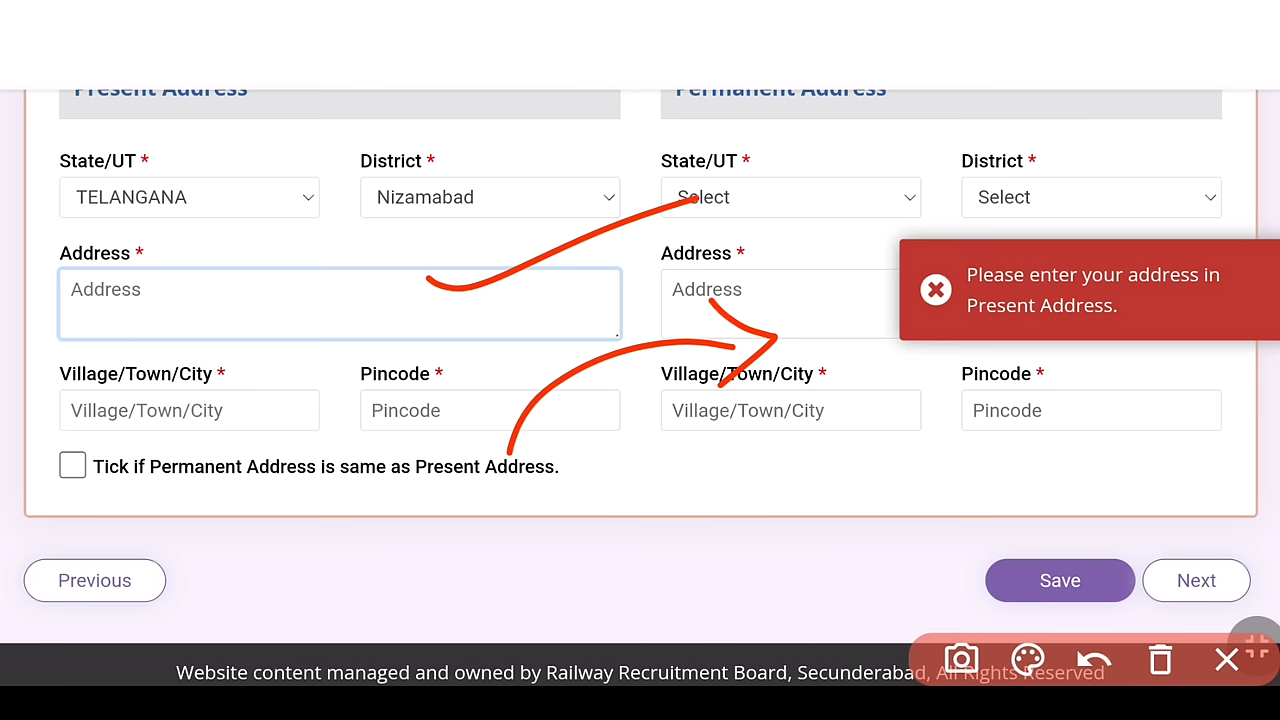 Present Address
Permanent Address
State/UT *
District *
State/UT *
District *
TELANGANA
Nizamabad
Select
Select
Address *
Address *
Address
Address
Please enter your address in
Present Address.
Village/Town/City *
Pincode *
Village/Town/City *
Pincode *
Village/Town/City
Pincode
Village/Town/City
Pincode
Tick if Permanent Address is same as Present Address.
Previous
Save
Next
Website content managed and owned by Railway Recruitment Board, Secunderabad, All Rights Reserved